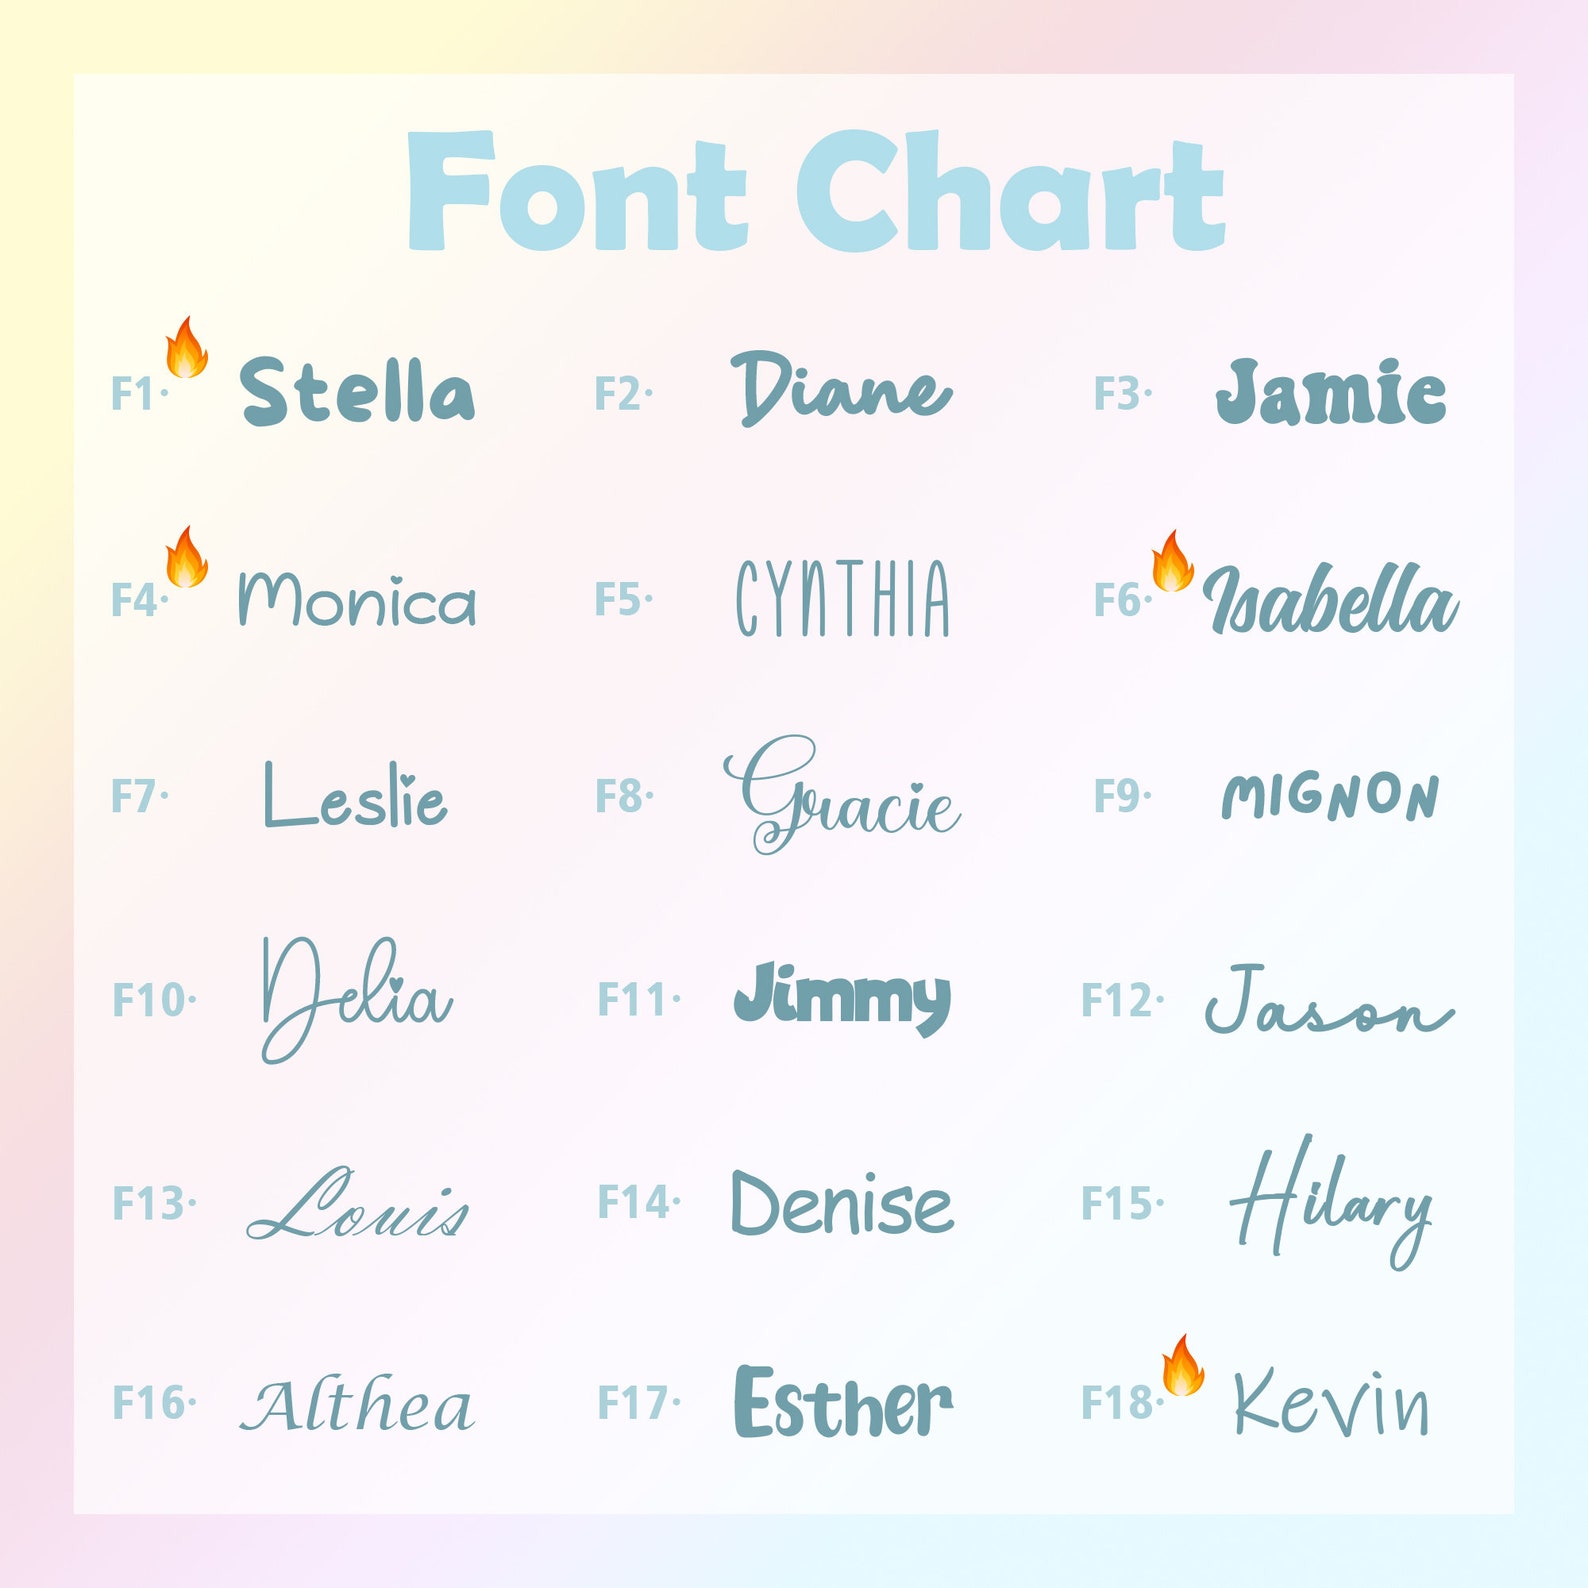 Font Chart
F1· Stella F2· Diane F3· Jamie
F4· Monica F5· CYNTHIA F6· Isabella
F7· Leslie F8· Gracie F9· MIGNON
F10· Delia F11· Jimmy F12· Jason
F13· Louis F14· Denise F15· Hilary
F16· Althea F17· Esther F18· Kevin